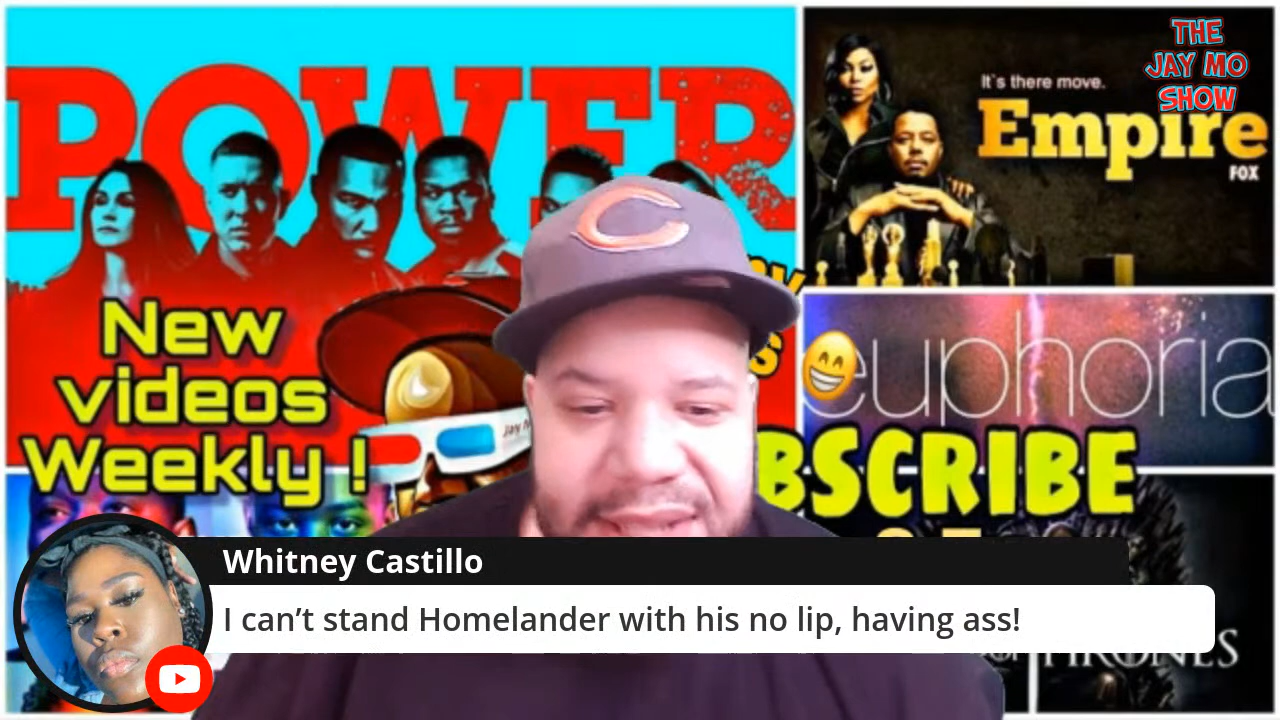 POWER
THE
JAY MO
SHOW
It`s there move.
Empire
FOX
New
videos
Weekly !
euphoria
BSCRIBE
Whitney Castillo
I can’t stand Homelander with his no lip, having ass!